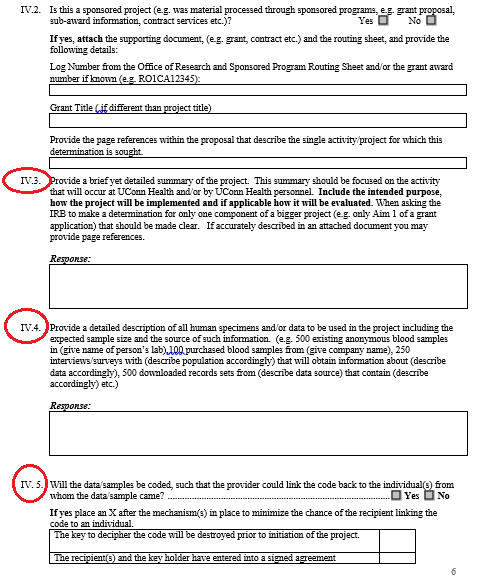 IV.2. Is this a sponsored project (e.g. was material processed through sponsored programs, e.g. grant proposal,
sub-award information, contract services etc.)? Yes No
If yes, attach the supporting document, (e.g. grant, contract etc.) and the routing sheet, and provide the
following details:
Log Number from the Office of Research and Sponsored Program Routing Sheet and/or the grant award
number if known (e.g. RO1CA12345):
Grant Title ( if different than project title)
Provide the page references within the proposal that describe the single activity/project for which this
determination is sought.
IV.3. Provide a brief yet detailed summary of the project. This summary should be focused on the activity
that will occur at UConn Health and/or by UConn Health personnel. Include the intended purpose,
how the project will be implemented and if applicable how it will be evaluated. When asking the
IRB to make a determination for only one component of a bigger project (e.g. only Aim 1 of a grant
application) that should be made clear. If accurately described in an attached document you may
provide page references.
Response:
IV.4. Provide a detailed description of all human specimens and/or data to be used in the project including the
expected sample size and the source of such information. (e.g. 500 existing anonymous blood samples
in (give name of person's lab),100 purchased blood samples from (give company name), 250
interviews/surveys with (describe population accordingly) that will obtain information about (describe
data accordingly), 500 downloaded records sets from (describe data source) that contain (describe
accordingly) etc.)
Response:
IV. 5. Will the data/samples be coded, such that the provider could link the code back to the individual(s) from
whom the data/sample came? ........................................................................ Yes No
If yes place an X after the mechanism(s) in place to minimize the chance of the recipient linking the
code to an individual.
The key to decipher the code will be destroyed prior to initiation of the project.
The recipient(s) and the key holder have entered into a signed agreement
6